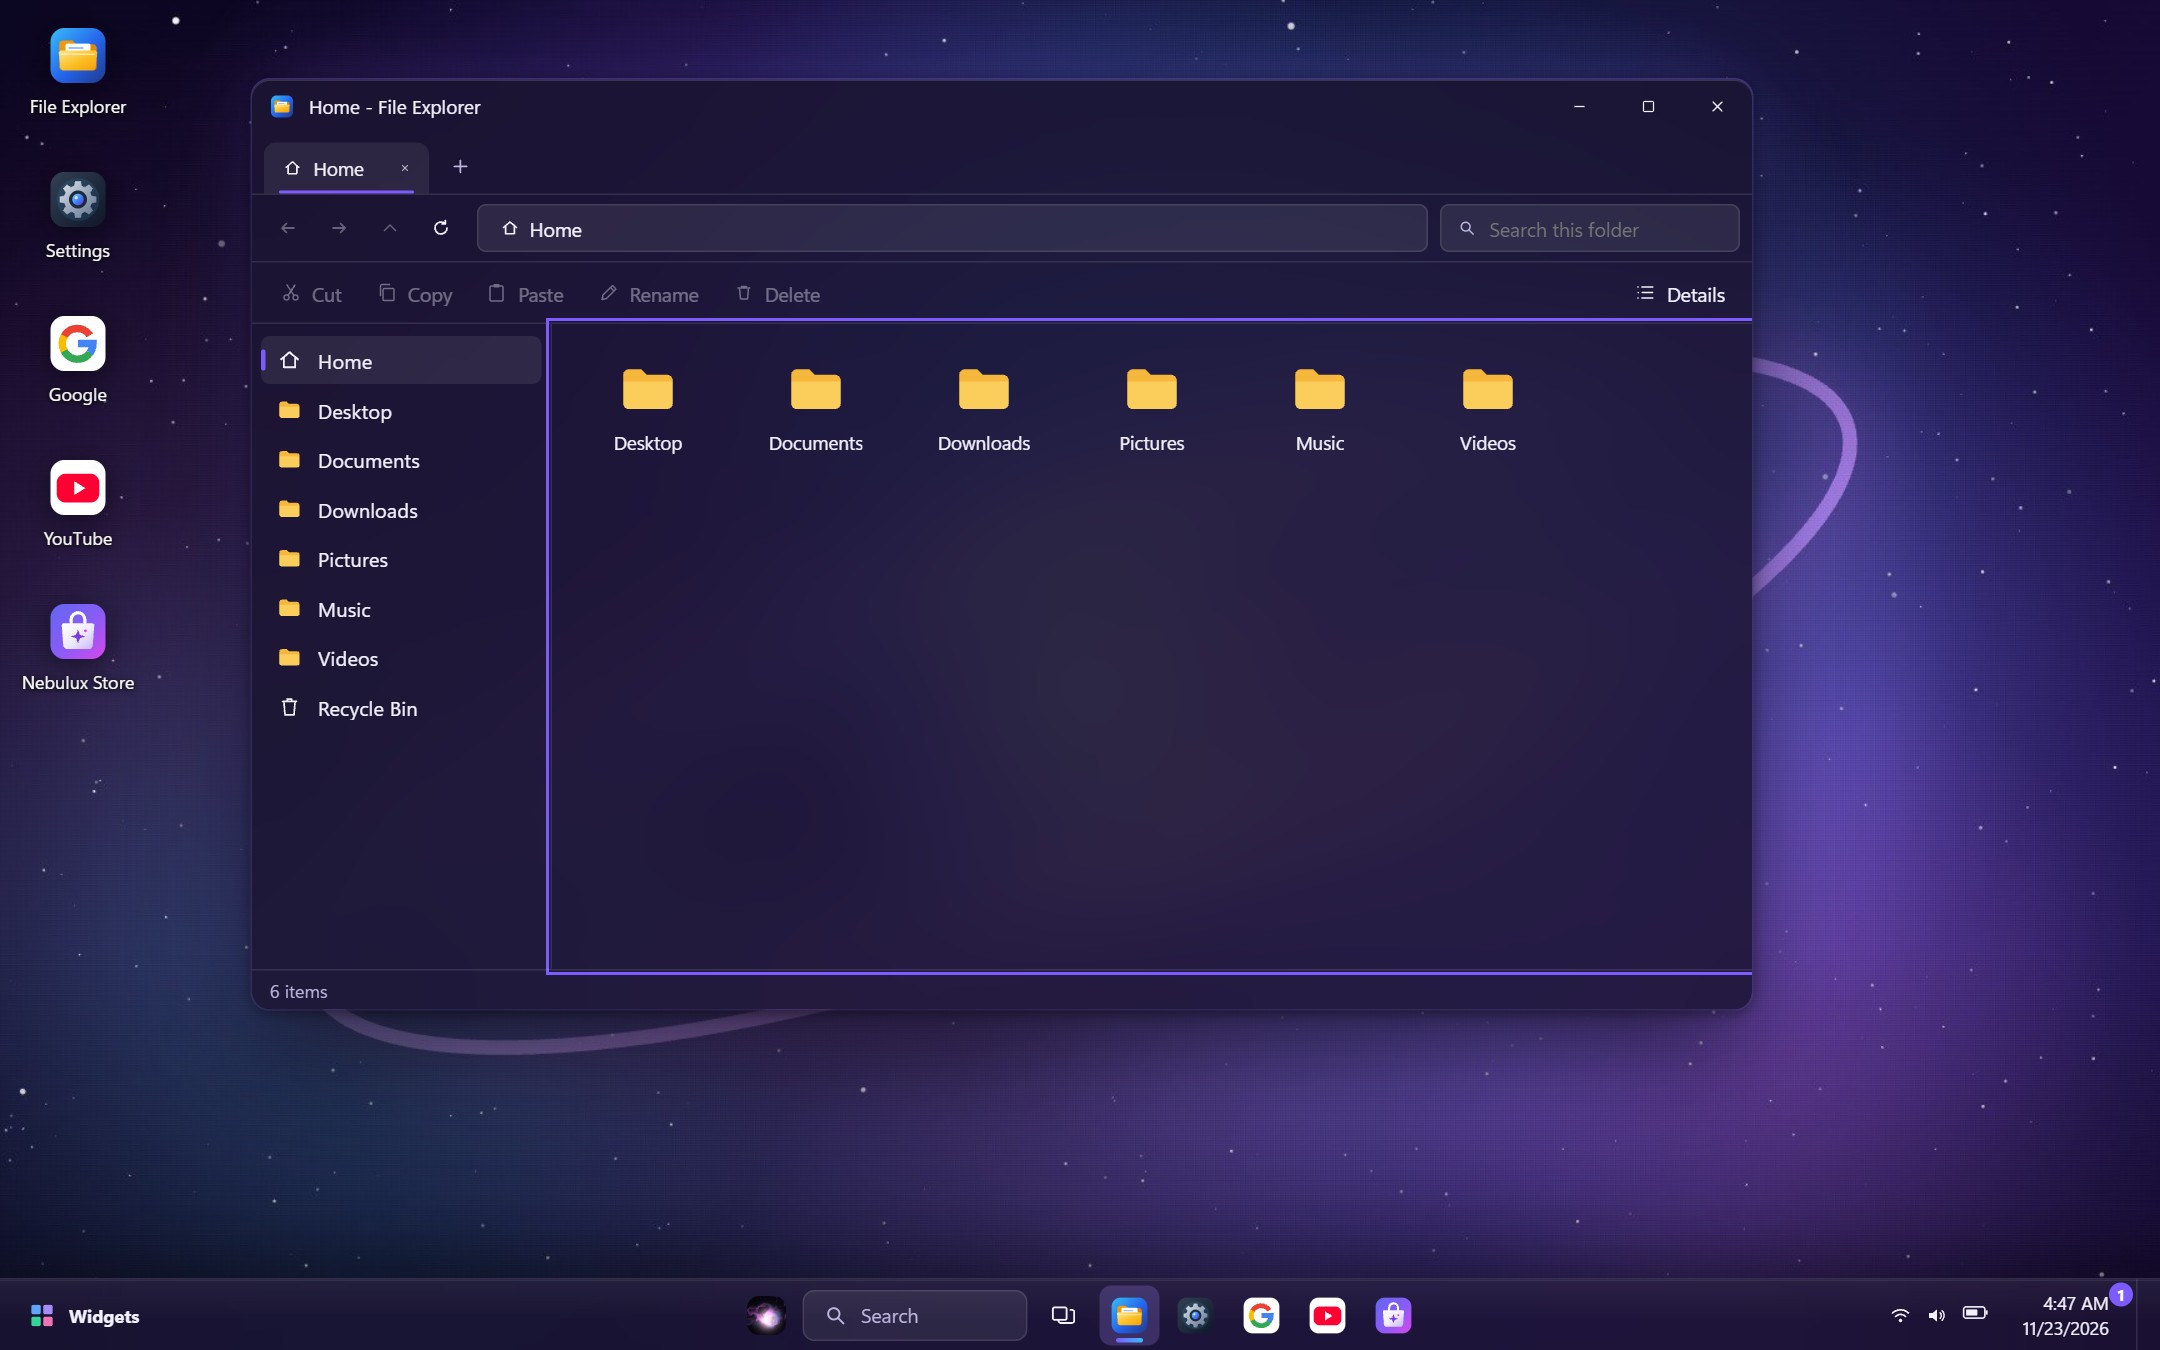 File Explorer
Settings
Google
YouTube
Nebulux Store
Home - File Explorer
Home
Home
Search this folder
Cut
Copy
Paste
Rename
Delete
Details
Home
Desktop
Documents
Downloads
Pictures
Music
Videos
Recycle Bin
Desktop
Documents
Downloads
Pictures
Music
Videos
6 items
Widgets
Search
4:47 AM
1
11/23/2026